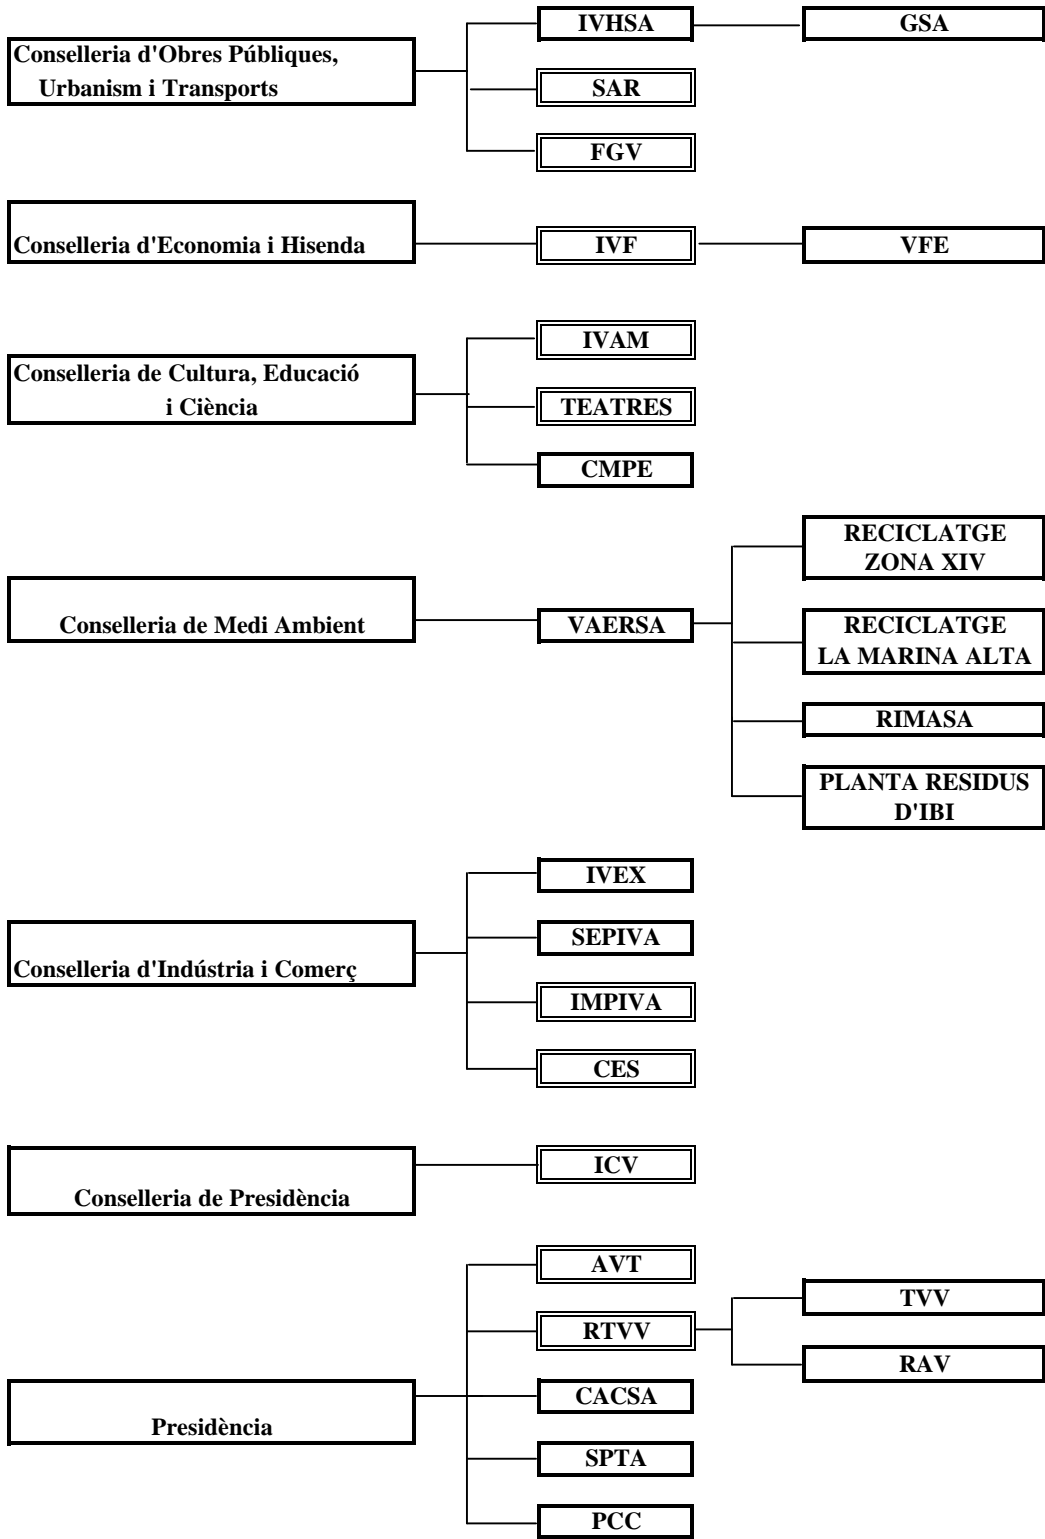 IVHSA
GSA
Conselleria d'Obres Públiques,
Urbanism i Transports
SAR
FGV
Conselleria d'Economia i Hisenda
IVF
VFE
IVAM
Conselleria de Cultura, Educació
i Ciència
TEATRES
CMPE
RECICLATGE
ZONA XIV
Conselleria de Medi Ambient
VAERSA
RECICLATGE
LA MARINA ALTA
RIMASA
PLANTA RESIDUS
D'IBI
IVEX
SEPIVA
Conselleria d'Indústria i Comerç
IMPIVA
CES
ICV
Conselleria de Presidència
AVT
RTVV
TVV
RAV
CACSA
Presidència
SPTA
PCC